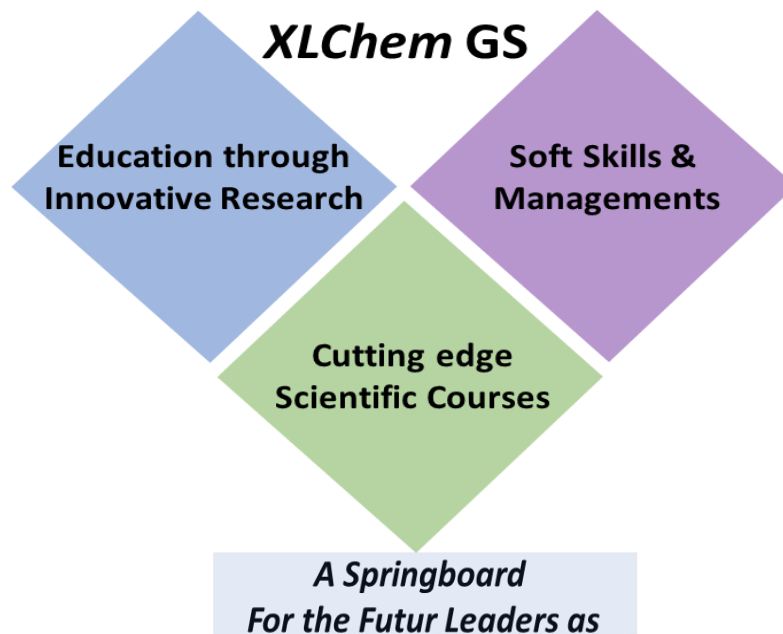 XLChem GS
Education through
Innovative Research
Soft Skills &
Managements
Cutting edge
Scientific Courses
A Springboard
For the Futur Leaders as